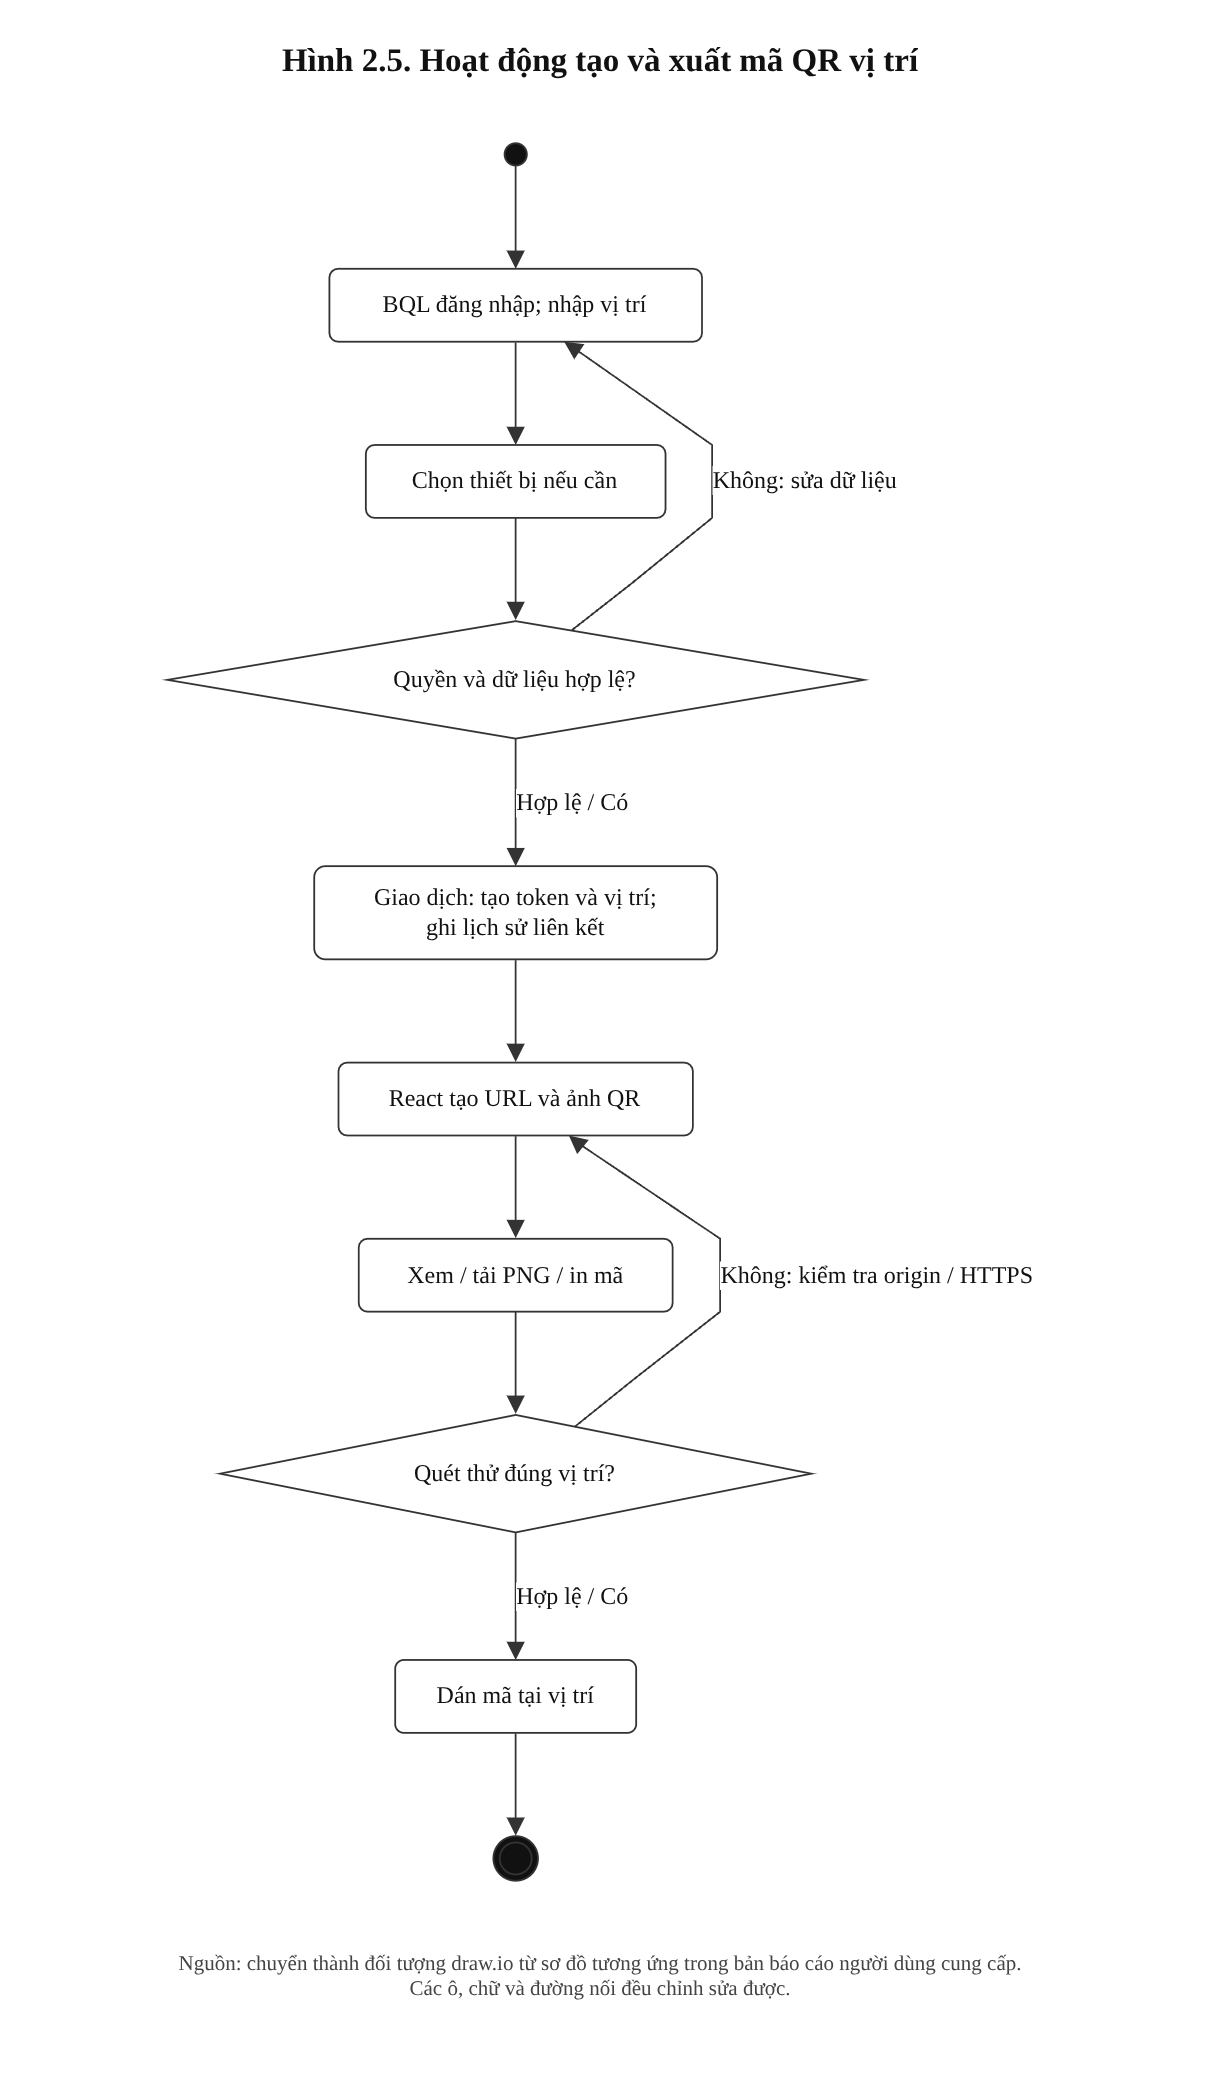 Hình 2.5. Hoạt động tạo và xuất mã QR vị trí
BQL đăng nhập; nhập vị trí
Chọn thiết bị nếu cần
Không: sửa dữ liệu
Quyền và dữ liệu hợp lệ?
Hợp lệ / Có
Giao dịch: tạo token và vị trí;
ghi lịch sử liên kết
React tạo URL và ảnh QR
Xem / tải PNG / in mã
Không: kiểm tra origin / HTTPS
Quét thử đúng vị trí?
Hợp lệ / Có
Dán mã tại vị trí
Nguồn: chuyển thành đối tượng draw.io từ sơ đồ tương ứng trong bản báo cáo người dùng cung cấp.
Các ô, chữ và đường nối đều chỉnh sửa được.